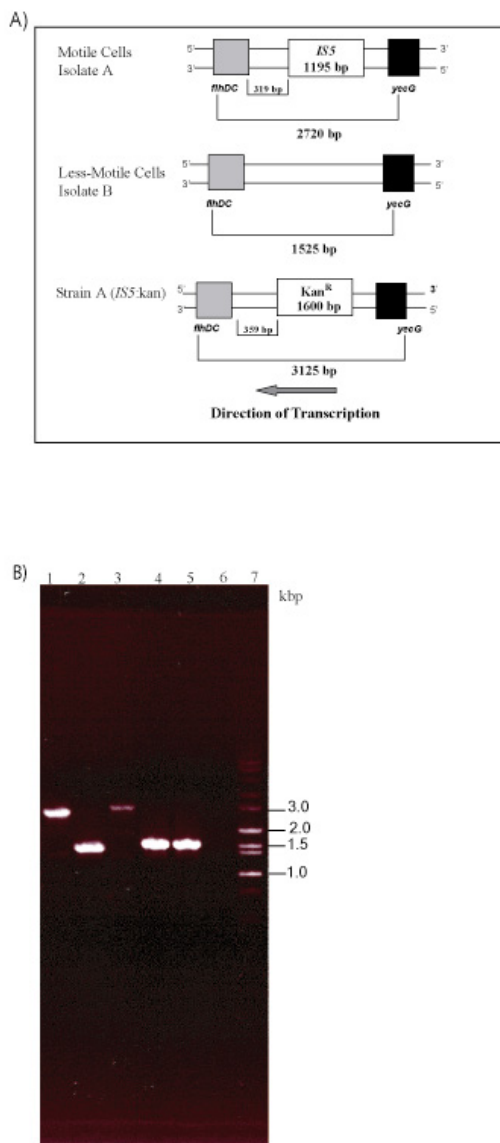 A)
Motile Cells
Isolate A
5'
3'
IS5
1195 bp
3'
5'
flhDC
319 bp
yecG
2720 bp
Less-Motile Cells
Isolate B
5'
3'
3'
5'
flhDC
yecG
1525 bp
Strain A (IS5:kan)
5'
3'
Kan^R
1600 bp
3'
5'
flhDC
359 bp
yecG
3125 bp
Direction of Transcription
B)
1 2 3 4 5 6 7
kbp
3.0
2.0
1.5
1.0